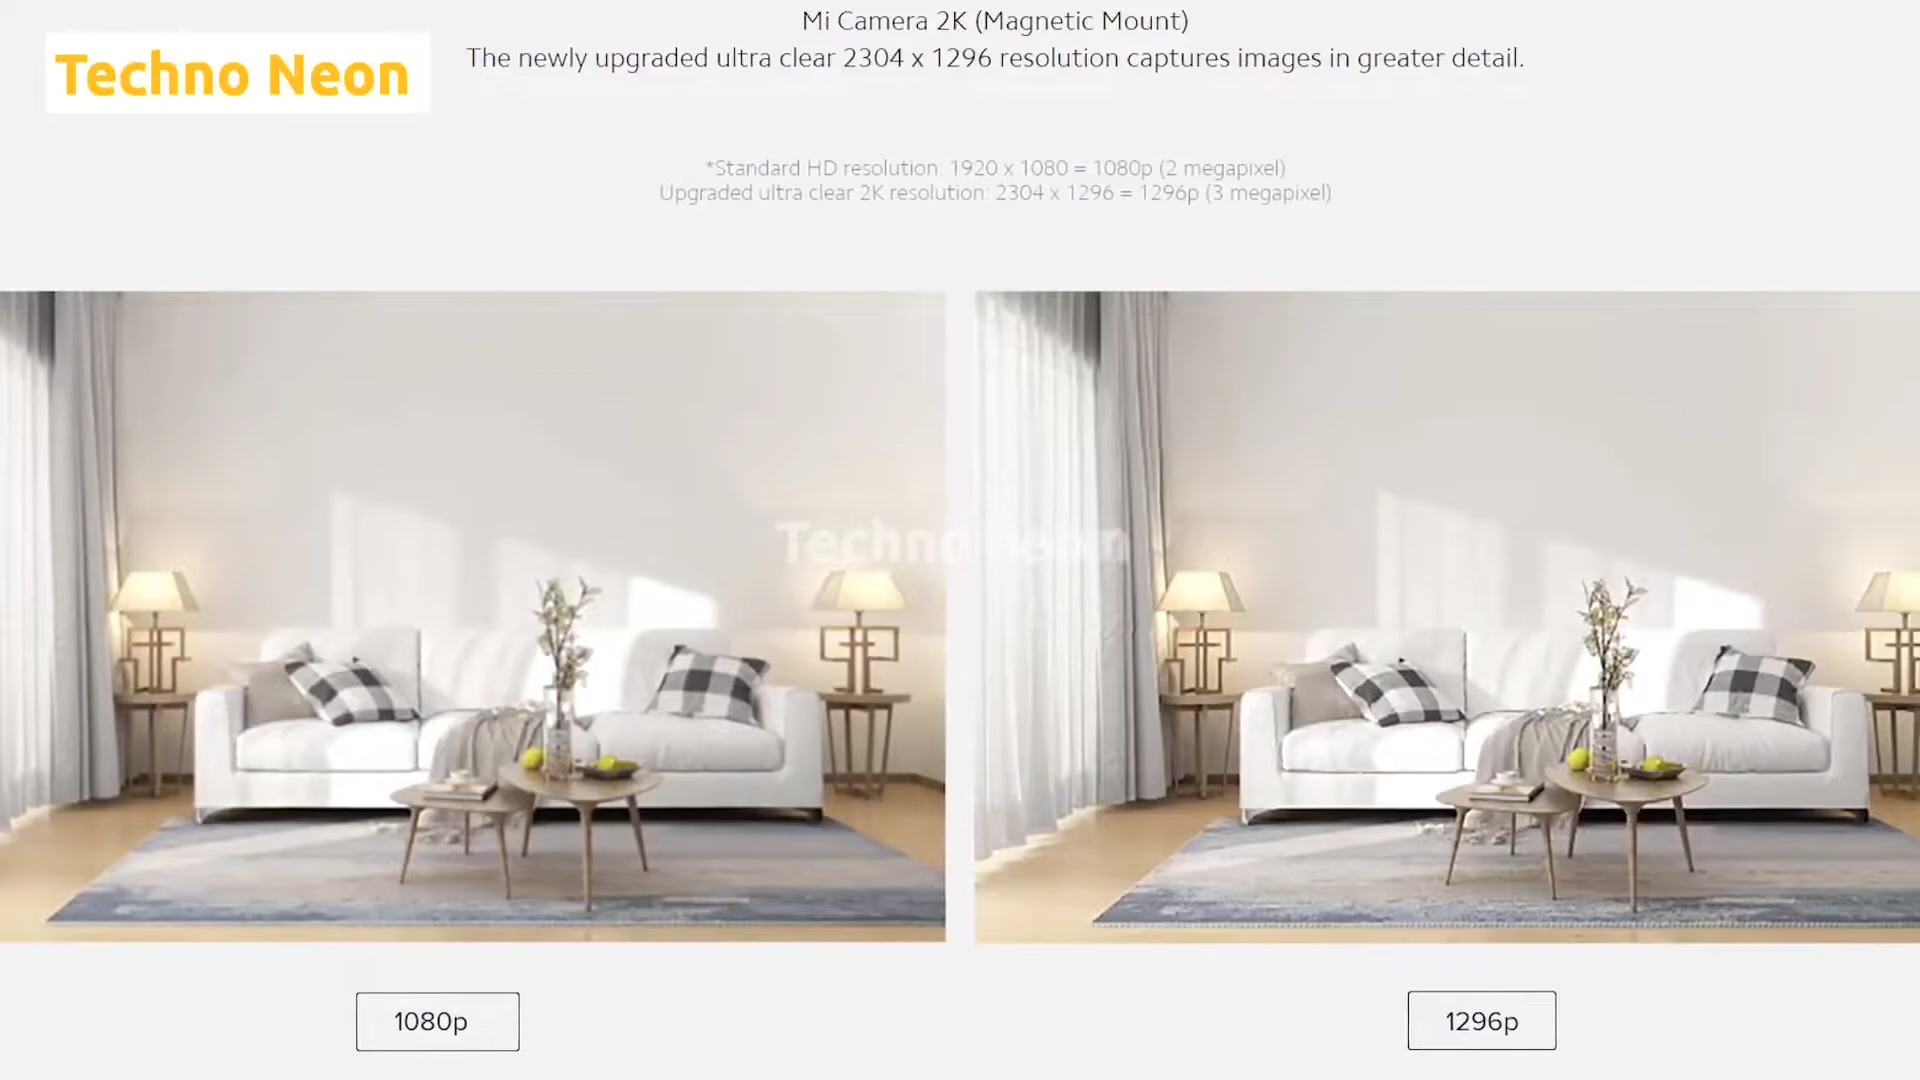 Mi Camera 2K (Magnetic Mount)
Techno Neon
The newly upgraded ultra clear 2304 x 1296 resolution captures images in greater detail.
*Standard HD resolution: 1920 x 1080 = 1080p (2 megapixel)
Upgraded ultra clear 2K resolution: 2304 x 1296 = 1296p (3 megapixel)
Techno Neon
1080p
1296p